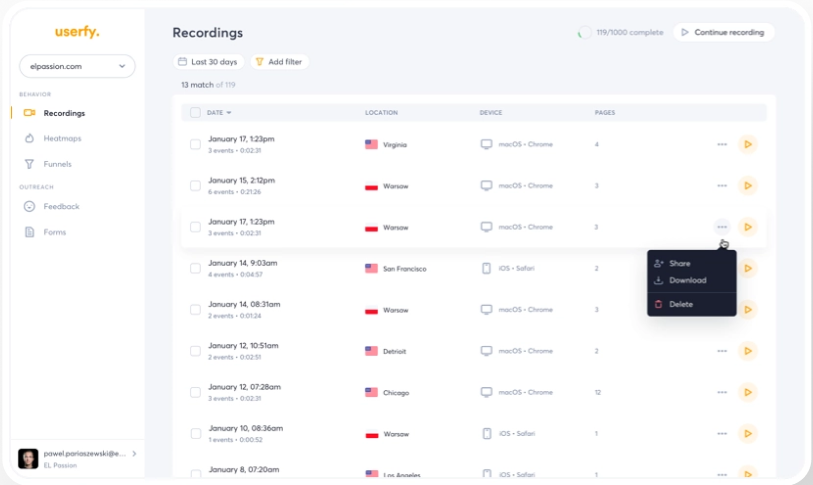 userfy.
elpassion.com
BEHAVIOR
Recordings
Heatmaps
Funnels
OUTREACH
Feedback
Forms
pawel.pariaszewski@e...
EL Passion
Recordings
119/1000 complete
Continue recording
Last 30 days
Add filter
13 match of 119
DATE LOCATION DEVICE PAGES
January 17, 1:23pm
3 events • 0:02:31
Virginia macOS • Chrome 4
January 15, 2:12pm
6 events • 0:21:26
Warsaw macOS • Chrome 3
January 17, 1:23pm
3 events • 0:02:31
Warsaw macOS • Chrome 3
Share
Download
Delete
January 14, 9:03am
4 events • 0:04:57
San Francisco iOS • Safari 2
January 14, 08:31am
2 events • 0:01:24
Warsaw macOS • Chrome 3
January 12, 10:51am
2 events • 0:02:51
Detrioit macOS • Chrome 2
January 12, 07:28am
3 events • 0:02:31
Chicago macOS • Chrome 12
January 10, 08:36am
1 events • 0:00:52
Warsaw iOS • Safari 1
January 8, 07:20am
Los Angeles iOS • Safari 1